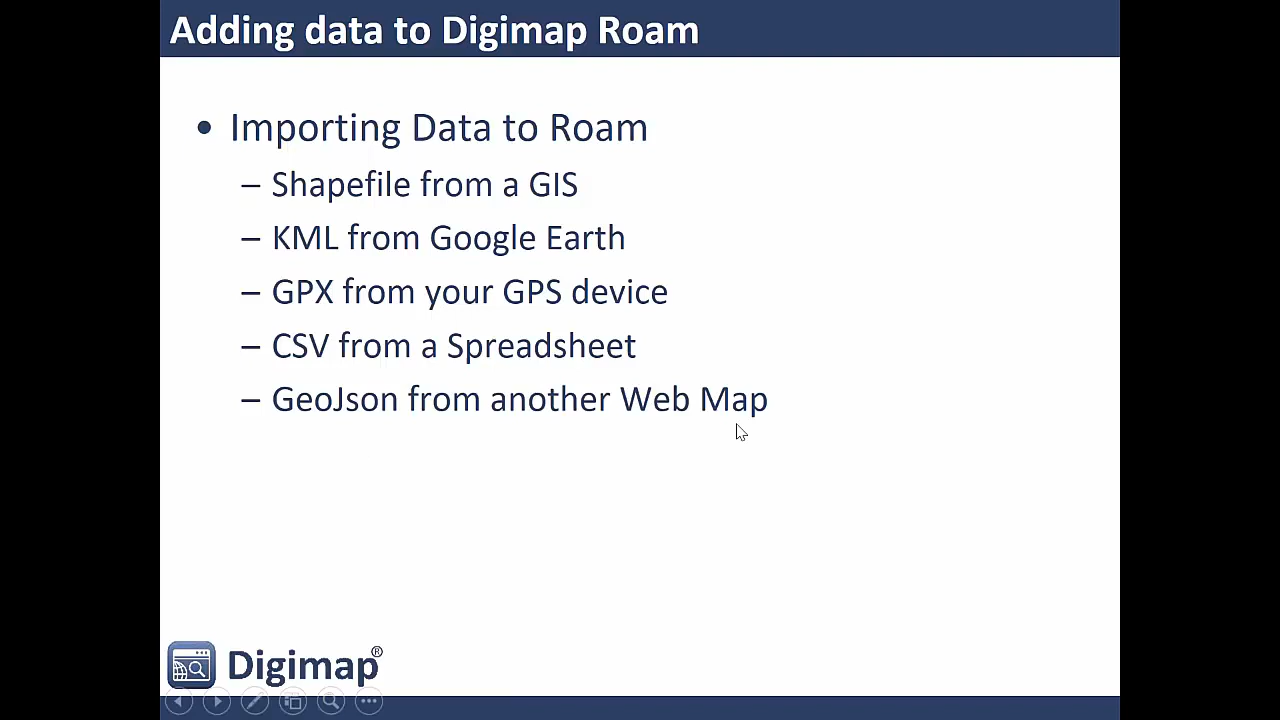 Adding data to Digimap Roam
• Importing Data to Roam
– Shapefile from a GIS
– KML from Google Earth
– GPX from your GPS device
– CSV from a Spreadsheet
– GeoJson from another Web Map
Digimap®